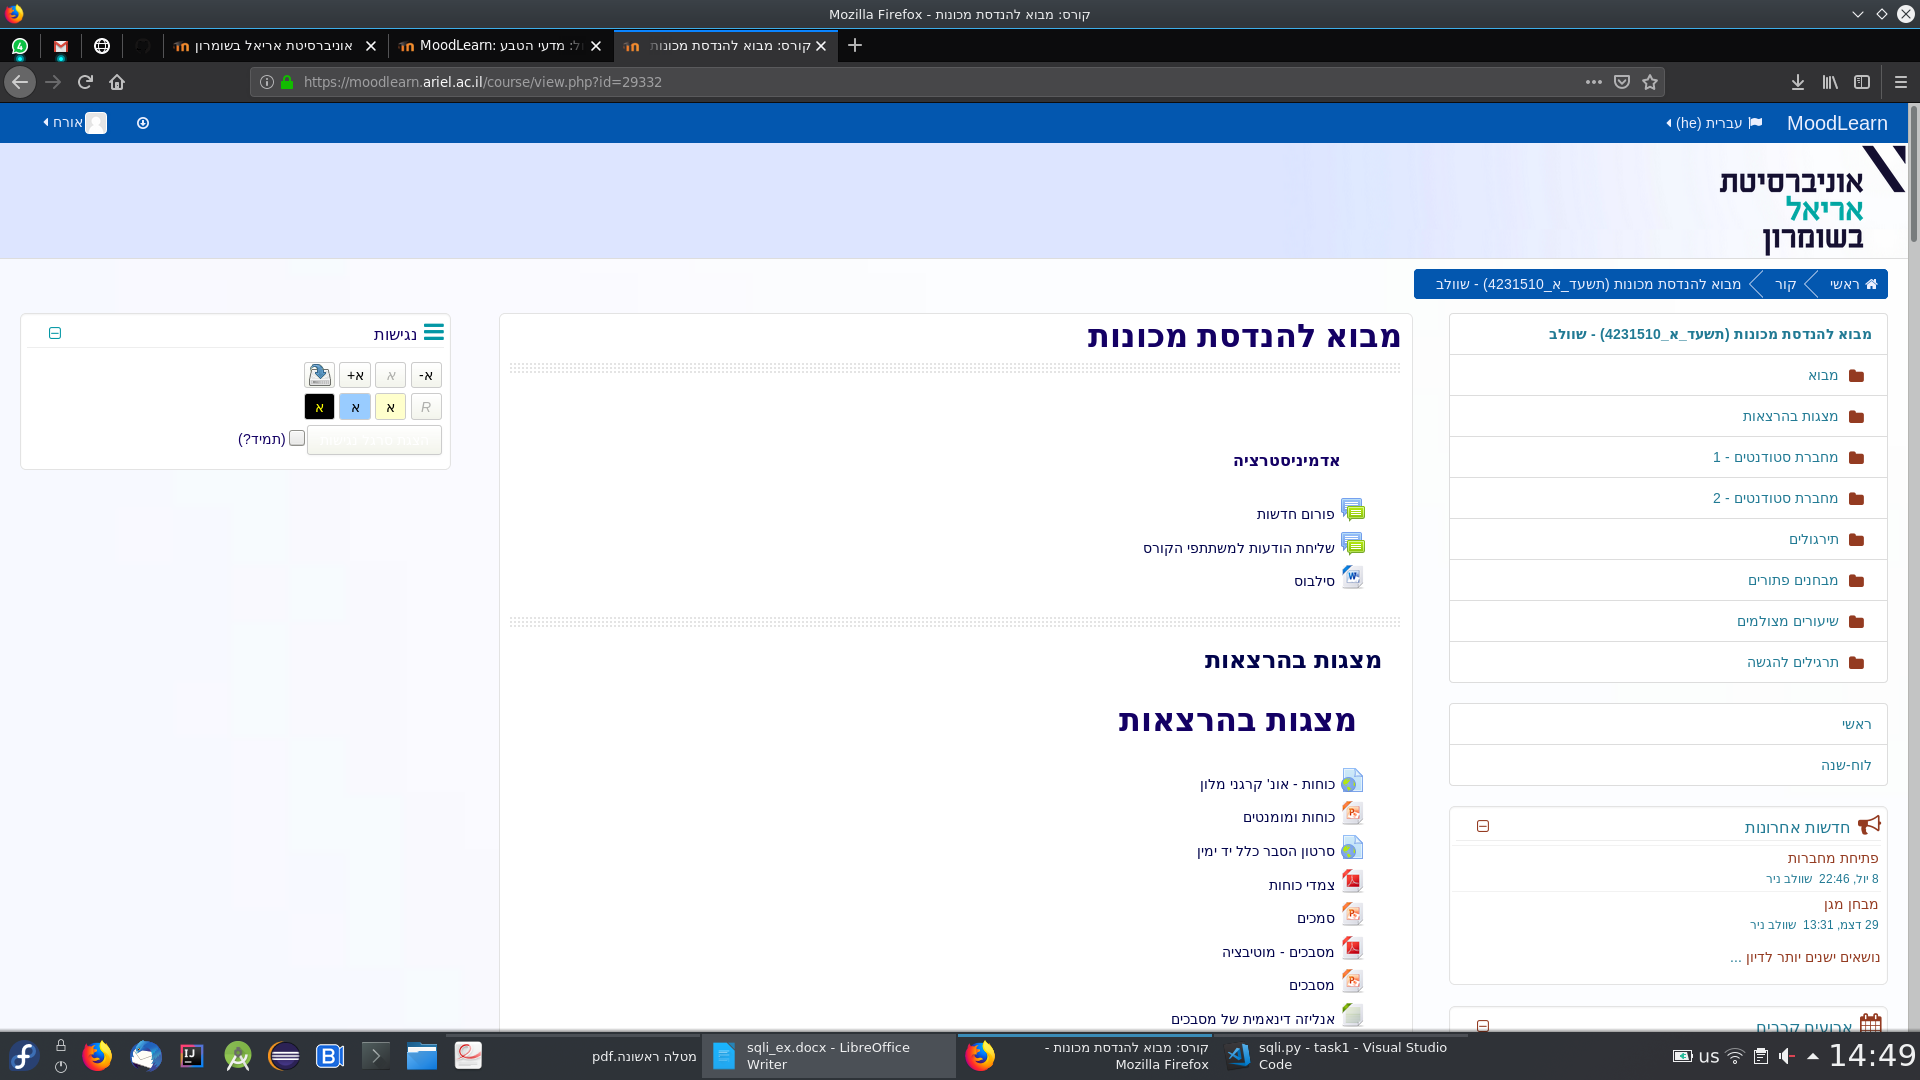 קורס: מבוא להנדסת מכונות - Mozilla Firefox
אוניברסיטת אריאל בשומרון
MoodLearn: ול: מדעי הטבע
קורס: מבוא להנדסת מכונות
https://moodlearn.ariel.ac.il/course/view.php?id=29332
MoodLearn
עברית (he)
אורח
אוניברסיטת
אריאל
בשומרון
ראשי
קור
מבוא להנדסת מכונות (תשעד_א_4231510) - שוולב
מבוא להנדסת מכונות (תשעד_א_4231510) - שוולב
מבוא
מצגות בהרצאות
מחברת סטודנטים - 1
מחברת סטודנטים - 2
תירגולים
מבחנים פתורים
שיעורים מצולמים
תרגילים להגשה
ראשי
לוח-שנה
חדשות אחרונות
פתיחת מחברות
8 יול, 22:46 שוולב ניר
מבחן מגן
29 דצמ, 13:31 שוולב ניר
נושאים ישנים יותר לדיון ...
ארועים קרבים
מבוא להנדסת מכונות
אדמיניסטרציה
פורום חדשות
שליחת הודעות למשתתפי הקורס
סילבוס
מצגות בהרצאות
מצגות בהרצאות
כוחות - אונ' קרגני מלון
כוחות ומומנטים
סרטון הסבר כלל יד ימין
צמדי כוחות
סמכים
מסבכים - מוטיבציה
מסבכים
אנליזה דינאמית של מסבכים
נגישות
א-
א
א+
R
א
א
א
(תמיד?)
מטלה ראשונה.pdf
sqli_ex.docx - LibreOffice Writer
קורס: מבוא להנדסת מכונות - Mozilla Firefox
sqli.py - task1 - Visual Studio Code
us
14:49